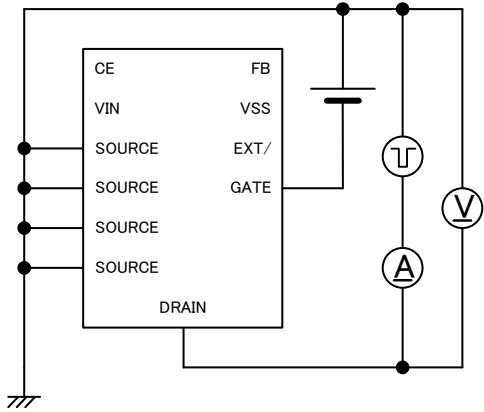 CE FB
VIN VSS
SOURCE EXT/
SOURCE GATE
SOURCE
SOURCE
DRAIN
V
A